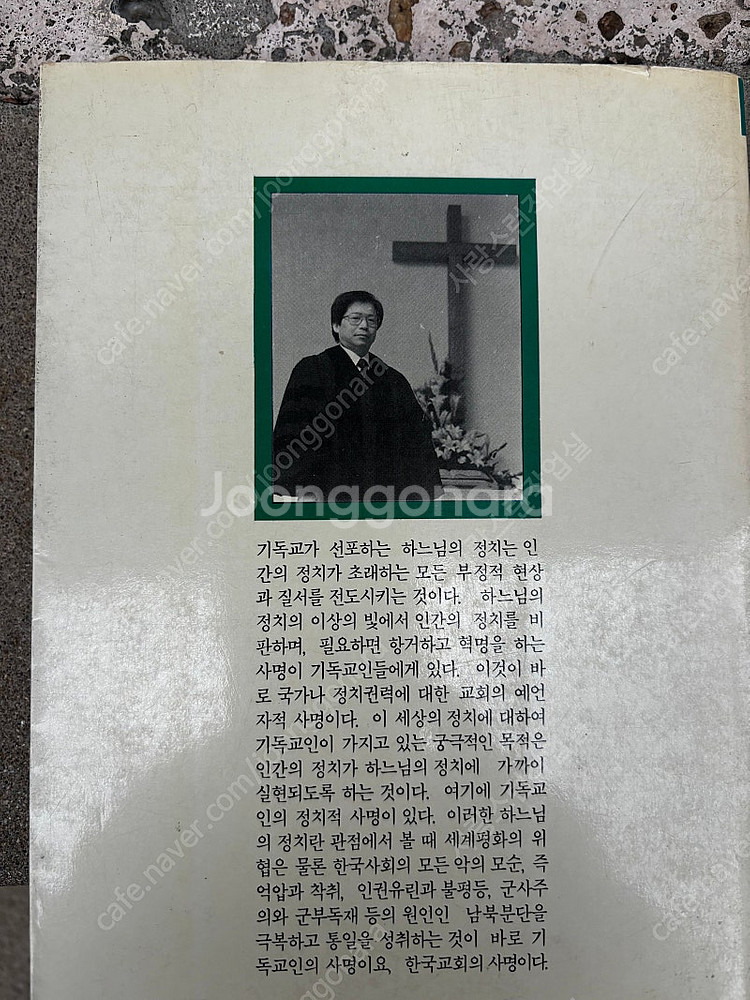 Joonggonara
기독교가 선포하는 하느님의 정치는 인
간의 정치가 초래하는 모든 부정적 현상
과 질서를 전도시키는 것이다. 하느님의
정치의 이상의 빛에서 인간의 정치를 비
판하며, 필요하면 항거하고 혁명을 하는
사명이 기독교인들에게 있다. 이것이 바
로 국가나 정치권력에 대한 교회의 예언
자적 사명이다. 이 세상의 정치에 대하여
기독교인이 가지고 있는 궁극적인 목적은
인간의 정치가 하느님의 정치에 가까이
실현되도록 하는 것이다. 여기에 기독교
인의 정치적 사명이 있다. 이러한 하느님
의 정치란 관점에서 볼 때 세계평화의 위
협은 물론 한국사회의 모든 악의 모순, 즉
억압과 착취, 인권유린과 불평등, 군사주
의와 군부독재 등의 원인인 남북분단을
극복하고 통일을 성취하는 것이 바로 기
독교인의 사명이요, 한국교회의 사명이다.
cafe.naver.com/joonggonara
사랑스런작업실